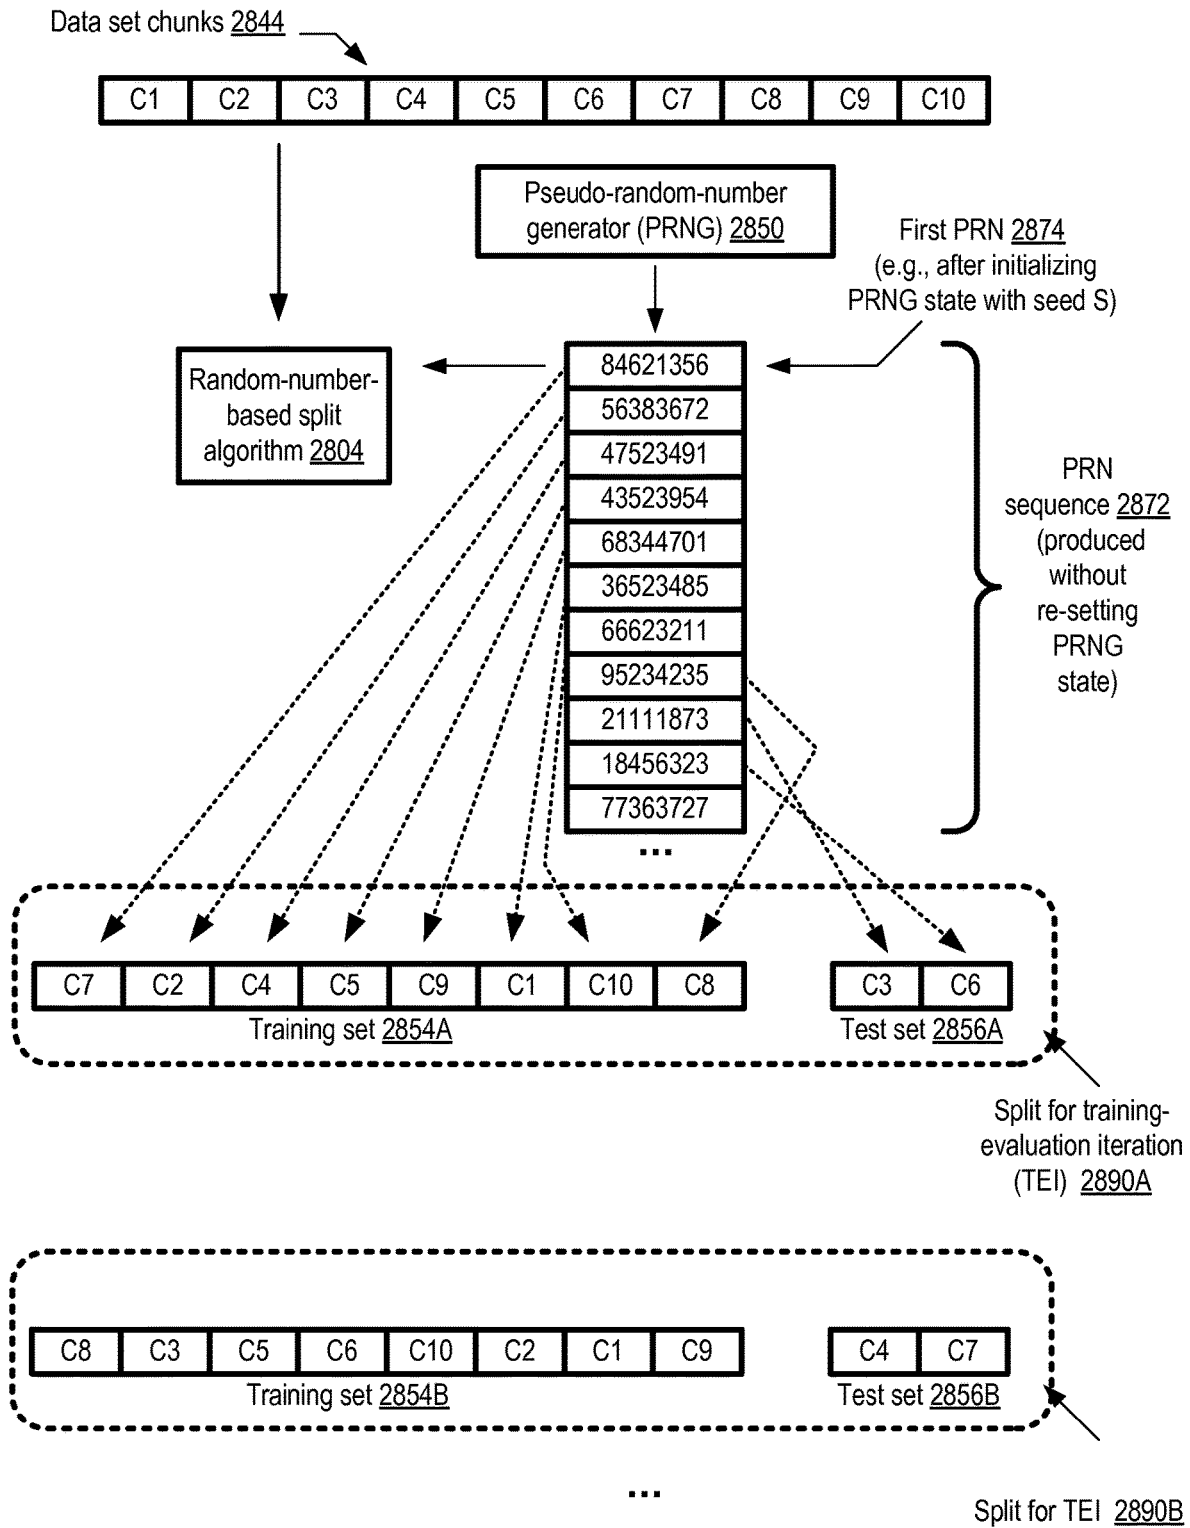 Data set chunks 2844
C1 C2 C3 C4 C5 C6 C7 C8 C9 C10
Pseudo-random-number
generator (PRNG) 2850
First PRN 2874
(e.g., after initializing
PRNG state with seed S)
Random-number-
based split
algorithm 2804
84621356
56383672
47523491
43523954
68344701
36523485
66623211
95234235
21111873
18456323
77363727
...
PRN
sequence 2872
(produced
without
re-setting
PRNG
state)
C7 C2 C4 C5 C9 C1 C10 C8
Training set 2854A
C3 C6
Test set 2856A
Split for training-
evaluation iteration
(TEI) 2890A
C8 C3 C5 C6 C10 C2 C1 C9
Training set 2854B
C4 C7
Test set 2856B
...
Split for TEI 2890B